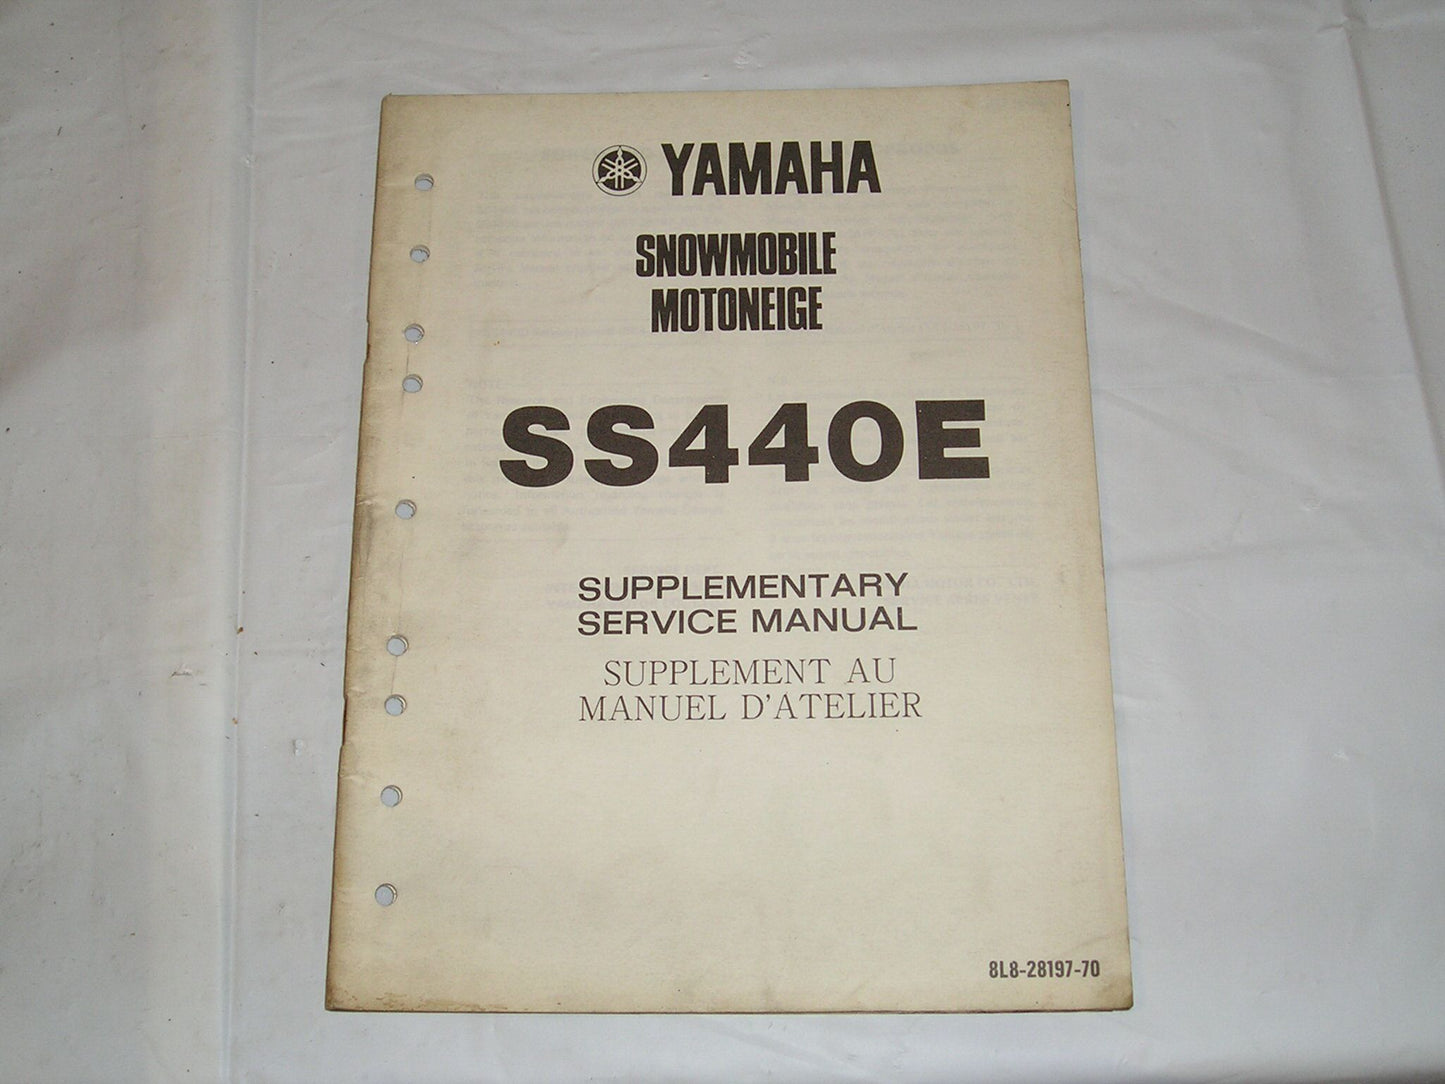 YAMAHA
SNOWMOBILE
MOTONEIGE
SS440E
SUPPLEMENTARY
SERVICE MANUAL
SUPPLEMENT AU
MANUEL D'ATELIER
8L8-28197-70